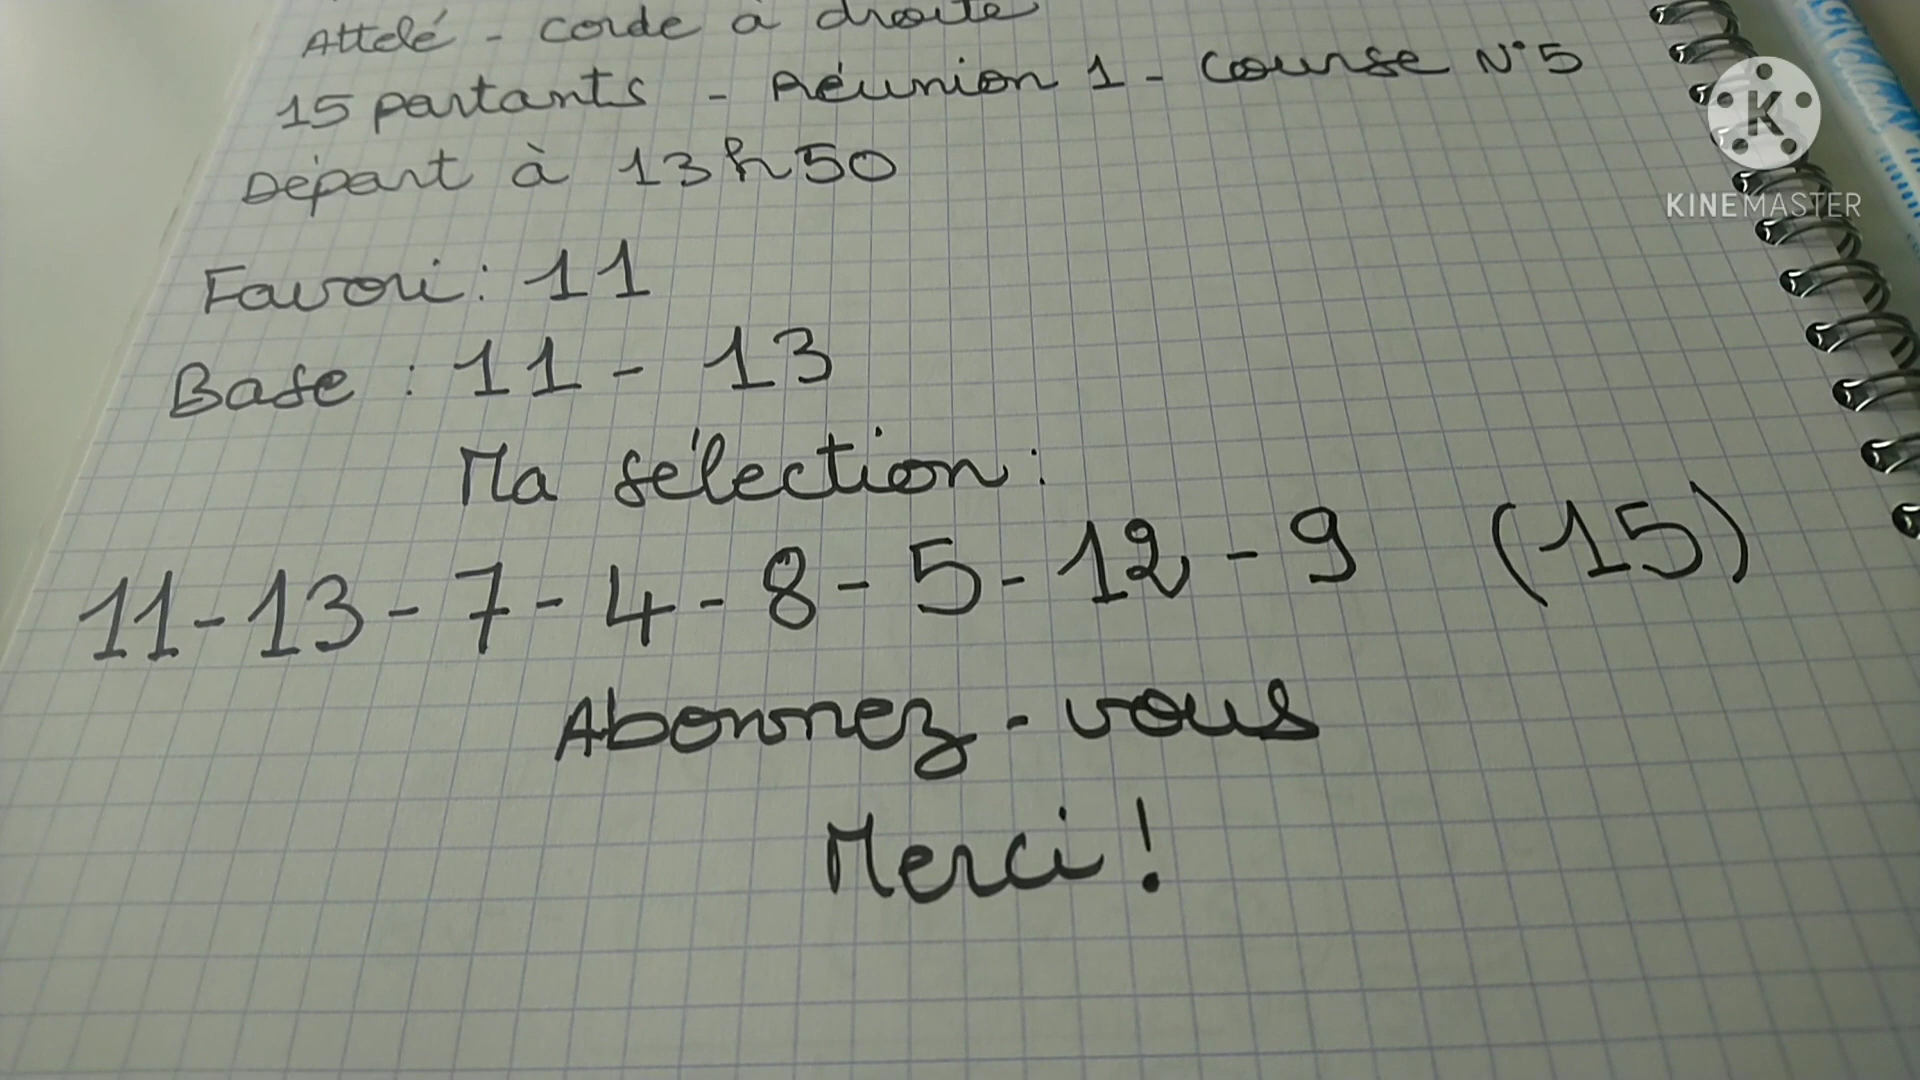 Attelé - corde à droite
15 partants - Réunion 1 - Course N°5
Départ à 13h50
Favori : 11
Base : 11 - 13
Ma sélection :
11 - 13 - 7 - 4 - 8 - 5 - 12 - 9 (15)
Abonnez-vous
Merci !
K
KINEMASTER